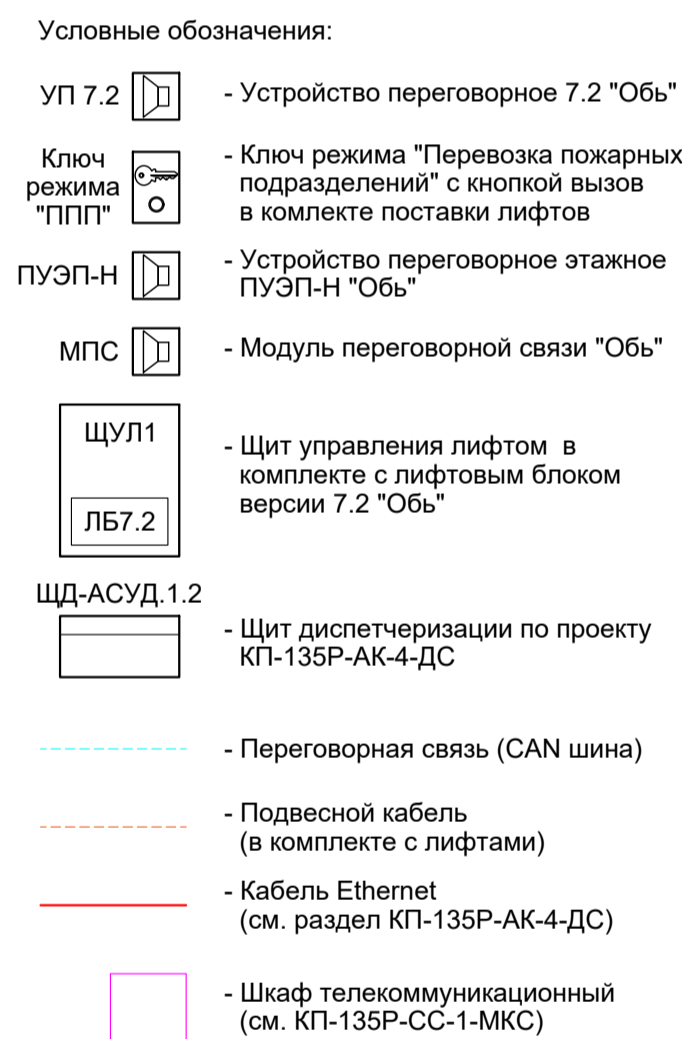 Условные обозначения:
УП 7.2 - Устройство переговорное 7.2 "Обь"
Ключ режима "ППП"
- Ключ режима "Перевозка пожарных
подразделений" с кнопкой вызов
в комлекте поставки лифтов
ПУЭП-Н
- Устройство переговорное этажное
ПУЭП-Н "Обь"
МПС - Модуль переговорной связи "Обь"
ЩУЛ1
ЛБ7.2
- Щит управления лифтом в
комплекте с лифтовым блоком
версии 7.2 "Обь"
ЩД-АСУД.1.2
- Щит диспетчеризации по проекту
КП-135Р-АК-4-ДС
- Переговорная связь (CAN шина)
- Подвесной кабель
(в комплекте с лифтами)
- Кабель Ethernet
(см. раздел КП-135Р-АК-4-ДС)
- Шкаф телекоммуникационный
(см. КП-135Р-СС-1-МКС)